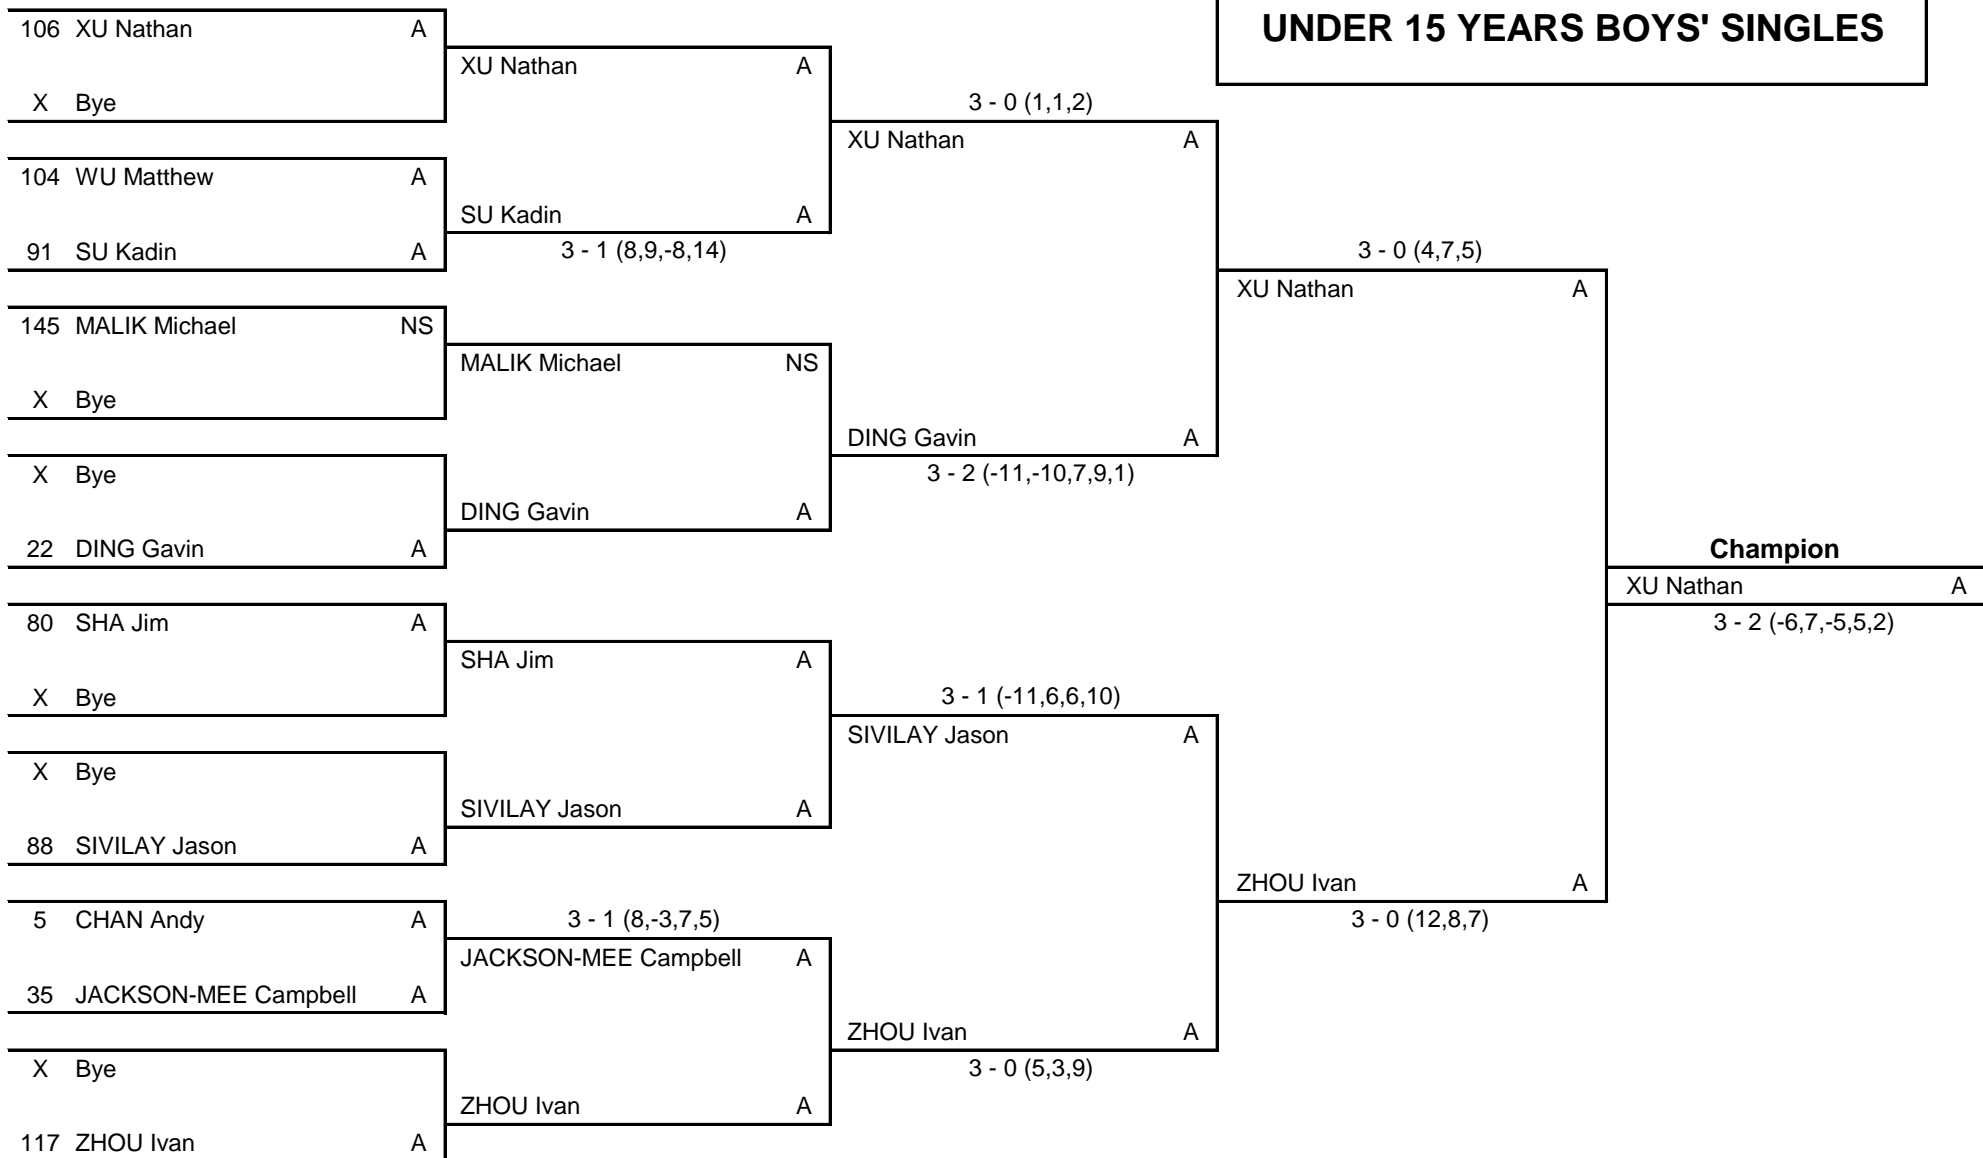 UNDER 15 YEARS BOYS' SINGLES
106 XU Nathan A
XU Nathan A
X Bye
3 - 0 (1,1,2)
XU Nathan A
104 WU Matthew A
SU Kadin A
91 SU Kadin A
3 - 1 (8,9,-8,14)
3 - 0 (4,7,5)
XU Nathan A
145 MALIK Michael NS
MALIK Michael NS
X Bye
DING Gavin A
X Bye
3 - 2 (-11,-10,7,9,1)
DING Gavin A
22 DING Gavin A
Champion
XU Nathan A
3 - 2 (-6,7,-5,5,2)
80 SHA Jim A
SHA Jim A
X Bye
3 - 1 (-11,6,6,10)
SIVILAY Jason A
X Bye
SIVILAY Jason A
88 SIVILAY Jason A
ZHOU Ivan A
3 - 0 (12,8,7)
5 CHAN Andy A
3 - 1 (8,-3,7,5)
JACKSON-MEE Campbell A
35 JACKSON-MEE Campbell A
ZHOU Ivan A
X Bye
3 - 0 (5,3,9)
ZHOU Ivan A
117 ZHOU Ivan A